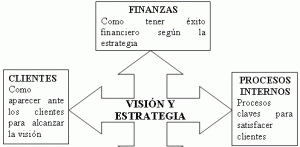 FINANZAS
Como tener éxito
financiero según la
estrategia
CLIENTES
Como
aparecer ante
los clientes
para alcanzar
la visión
VISIÓN Y
ESTRATEGIA
PROCESOS
INTERNOS
Procesos
claves para
satisfacer
clientes